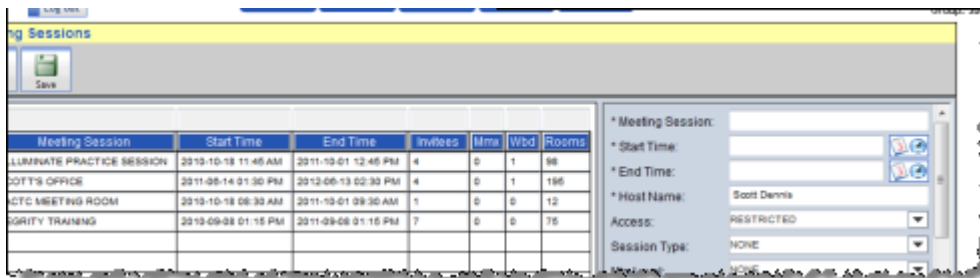 Log Out
Group:
ng Sessions
Save
Meeting Session Start Time End Time Invitees Mmx Wbd Rooms
LLUMINATE PRACTICE SESSION 2010-10-18 11:45 AM 2011-10-01 12:45 PM 4 0 1 98
COTT'S OFFICE 2011-06-14 01:30 PM 2012-06-13 02:30 PM 4 0 1 195
ACTC MEETING ROOM 2010-10-18 08:30 AM 2011-10-01 09:30 AM 1 0 0 12
EGRITY TRAINING 2010-09-08 01:15 PM 2011-09-08 01:15 PM 7 0 0 75
* Meeting Session:
* Start Time:
* End Time:
* Host Name: Scott Dennis
Access: RESTRICTED
Session Type: NONE
NONE